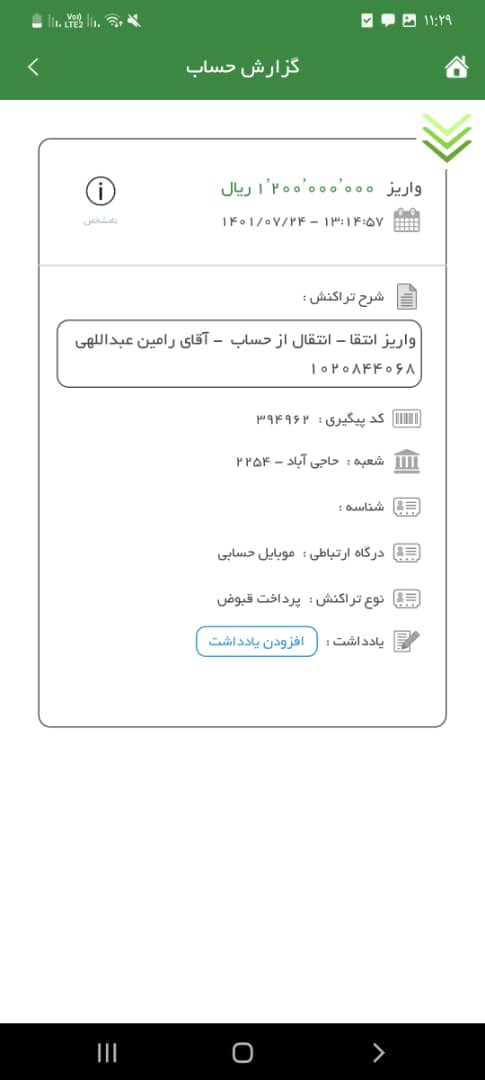 ۱۱:۲۹
Vo) LTE2
گزارش حساب
واریز ۱٬۲۰۰٬۰۰۰٬۰۰۰ ریال
۱۴۰۱/۰۷/۲۴ – ۱۳:۱۴:۵۷
نامشخص
شرح تراکنش :
واریز انتقا – انتقال از حساب – آقای رامین عبداللهی
۱۰۲۰۸۴۴۰۶۸
کد پیگیری : ۳۹۴۹۶۲
شعبه : حاجی آباد – ۲۲۵۴
شناسه :
درگاه ارتباطی : موبایل حسابی
نوع تراکنش : پرداخت قبوض
یادداشت : افزودن یادداشت